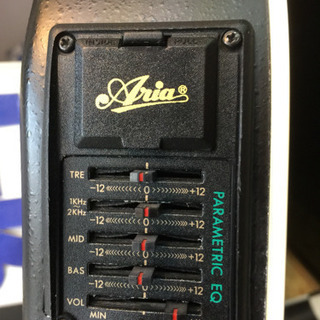 Aria®
TRE
-12 0 +12
1KHz
2KHz
-12 0 +12
MID
-12 0 +12
BAS
-12 0 +12
VOL
MIN
PARAMETRIC EQ